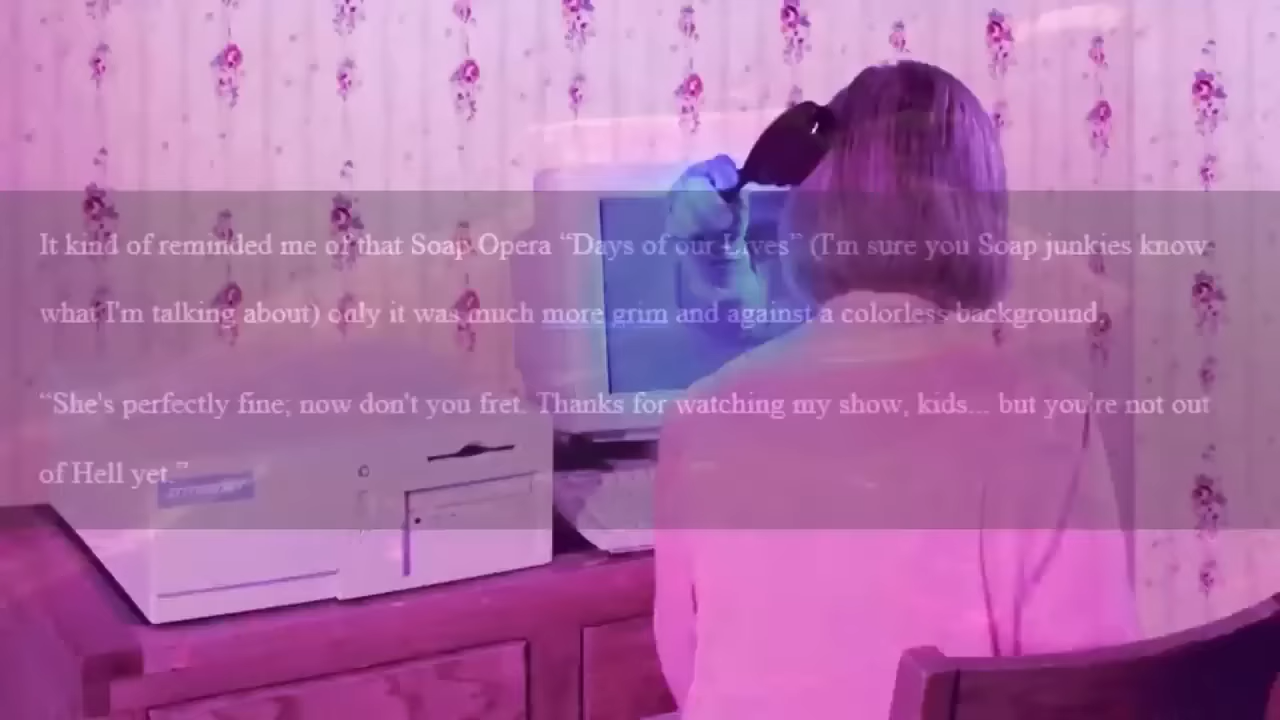 It kind of reminded me of that Soap Opera “Days of our Lives” (I'm sure you Soap junkies know
what I'm talking about) only it was much more grim and against a colorless background.
“She's perfectly fine; now don't you fret. Thanks for watching my show, kids... but you're not out
of Hell yet.”